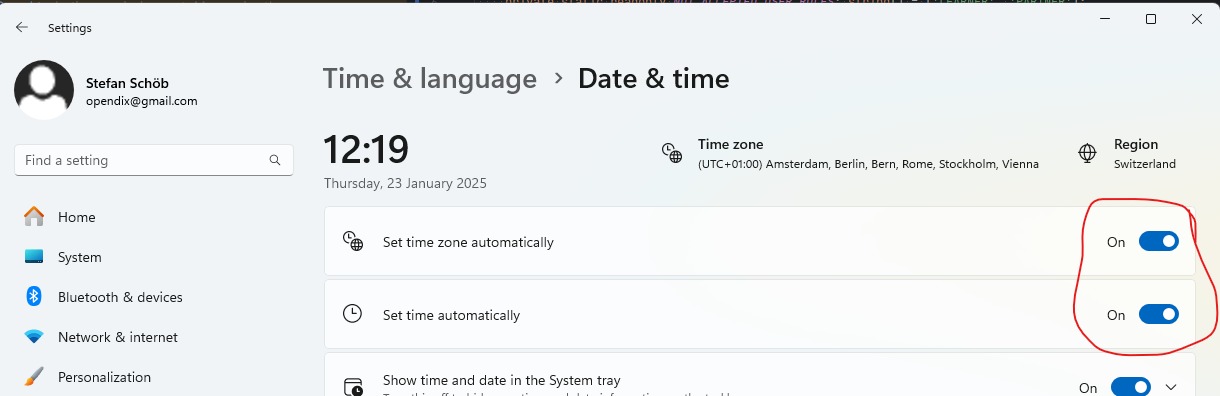 Settings
Stefan Schöb
opendix@gmail.com
Find a setting
Home
System
Bluetooth & devices
Network & internet
Personalization
Time & language > Date & time
12:19
Thursday, 23 January 2025
Time zone
(UTC+01:00) Amsterdam, Berlin, Bern, Rome, Stockholm, Vienna
Region
Switzerland
Set time zone automatically On
Set time automatically On
Show time and date in the System tray On